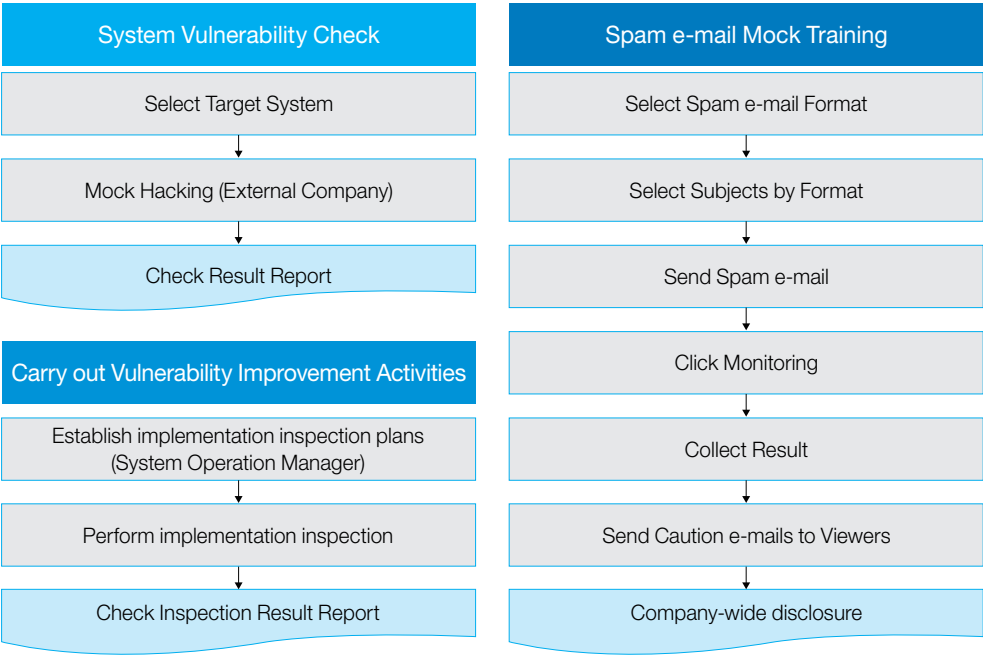 System Vulnerability Check
Select Target System
Mock Hacking (External Company)
Check Result Report
Carry out Vulnerability Improvement Activities
Establish implementation inspection plans
(System Operation Manager)
Perform implementation inspection
Check Inspection Result Report
Spam e-mail Mock Training
Select Spam e-mail Format
Select Subjects by Format
Send Spam e-mail
Click Monitoring
Collect Result
Send Caution e-mails to Viewers
Company-wide disclosure